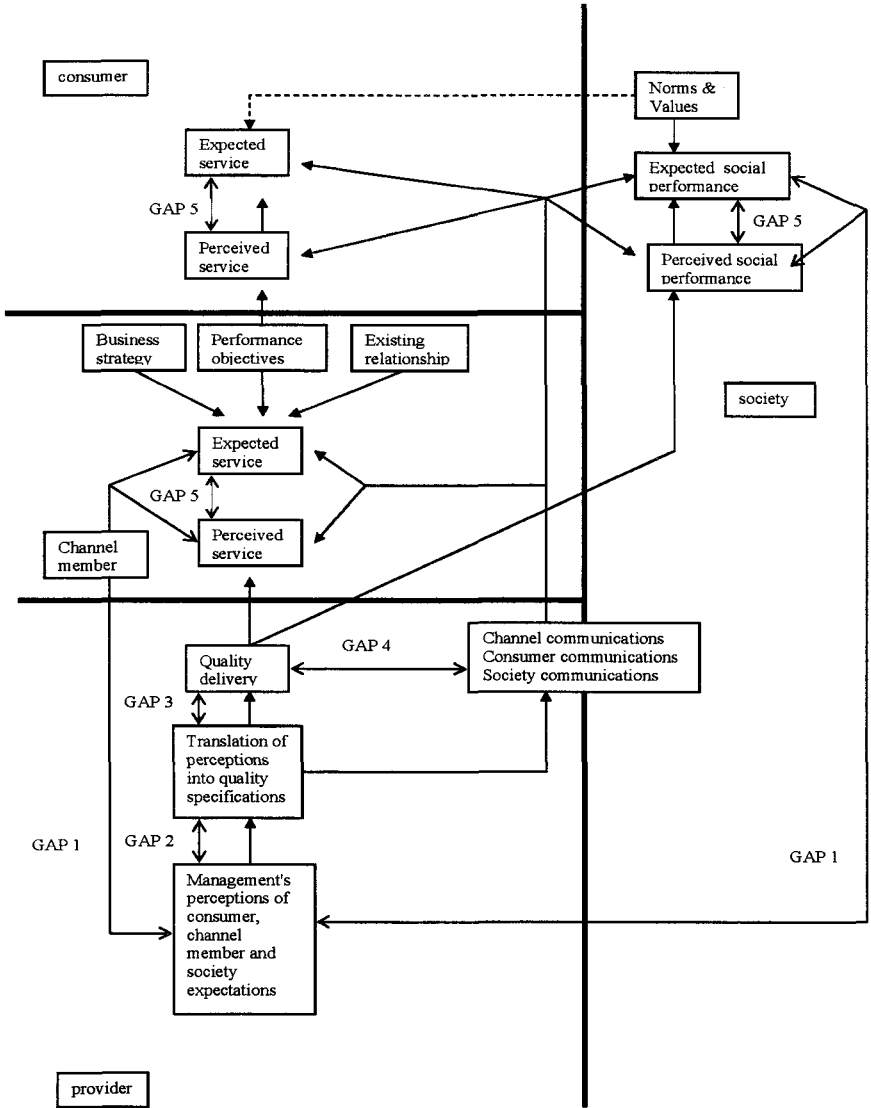 consumer
Norms &
Values
Expected
service
Expected social
performance
GAP 5
GAP 5
Perceived
service
Perceived social
performance
Business
strategy
Performance
objectives
Existing
relationship
society
Expected
service
GAP 5
Perceived
service
Channel
member
Quality
delivery
GAP 4
Channel communications
Consumer communications
Society communications
GAP 3
Translation of
perceptions
into quality
specifications
GAP 1
GAP 2
GAP 1
Management's
perceptions of
consumer,
channel
member and
society
expectations
provider